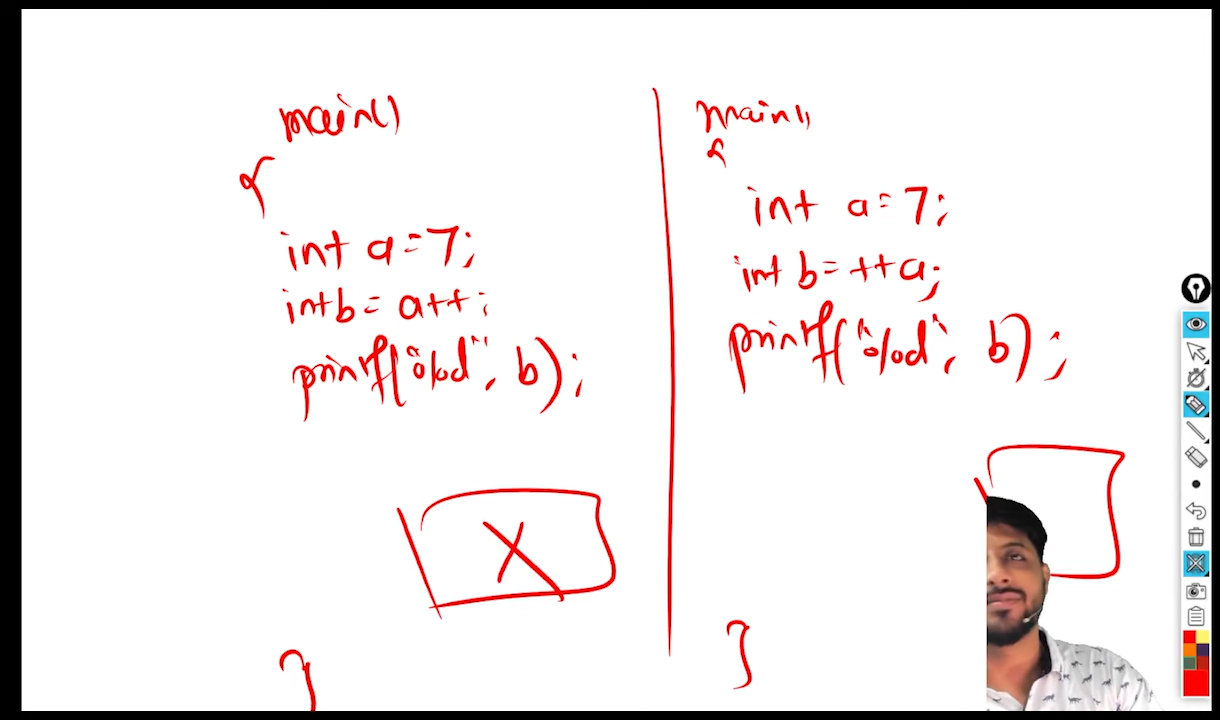 main()
{
int a=7;
int b= a++;
printf("%d", b);
X
}
main()
{
int a=7;
int b= ++a;
printf("%d", b);
}